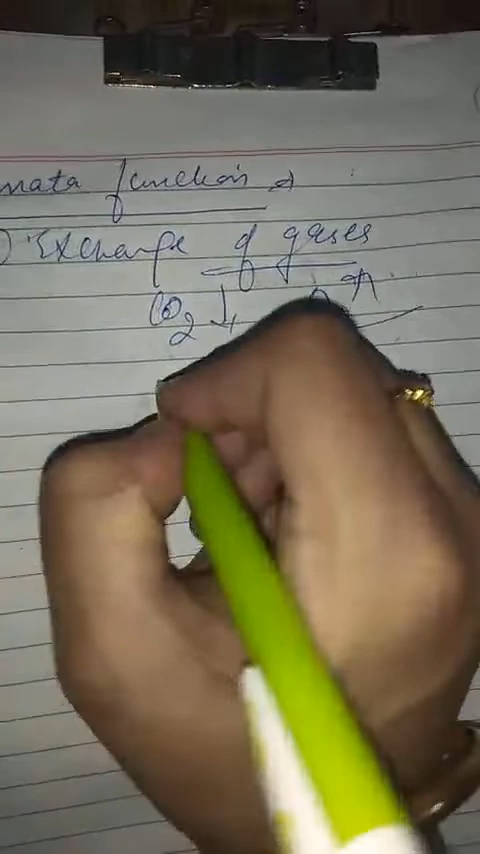 mata function →
) Exchange of gases
CO2 ↓